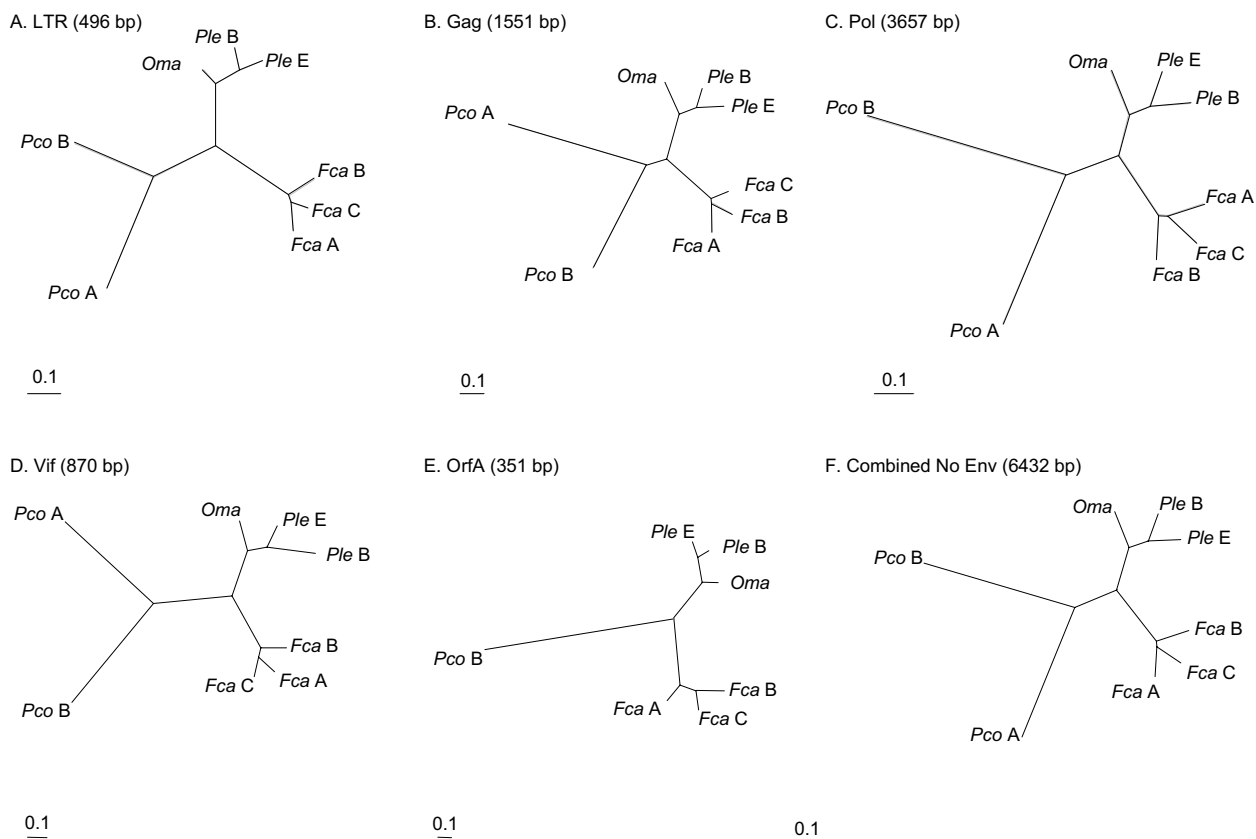 A. LTR (496 bp)
Ple B
Oma
Ple E
Pco B
Fca B
Fca C
Fca A
Pco A
0.1
B. Gag (1551 bp)
Oma
Ple B
Ple E
Pco A
Fca C
Fca B
Fca A
Pco B
0.1
C. Pol (3657 bp)
Oma
Ple E
Ple B
Pco B
Fca A
Fca C
Fca B
Pco A
0.1
D. Vif (870 bp)
Pco A
Oma
Ple E
Ple B
Fca B
Fca A
Fca C
Pco B
0.1
E. OrfA (351 bp)
Ple E
Ple B
Oma
Pco B
Fca B
Fca A
Fca C
0.1
F. Combined No Env (6432 bp)
Oma
Ple B
Ple E
Pco B
Fca B
Fca C
Fca A
Pco A
0.1